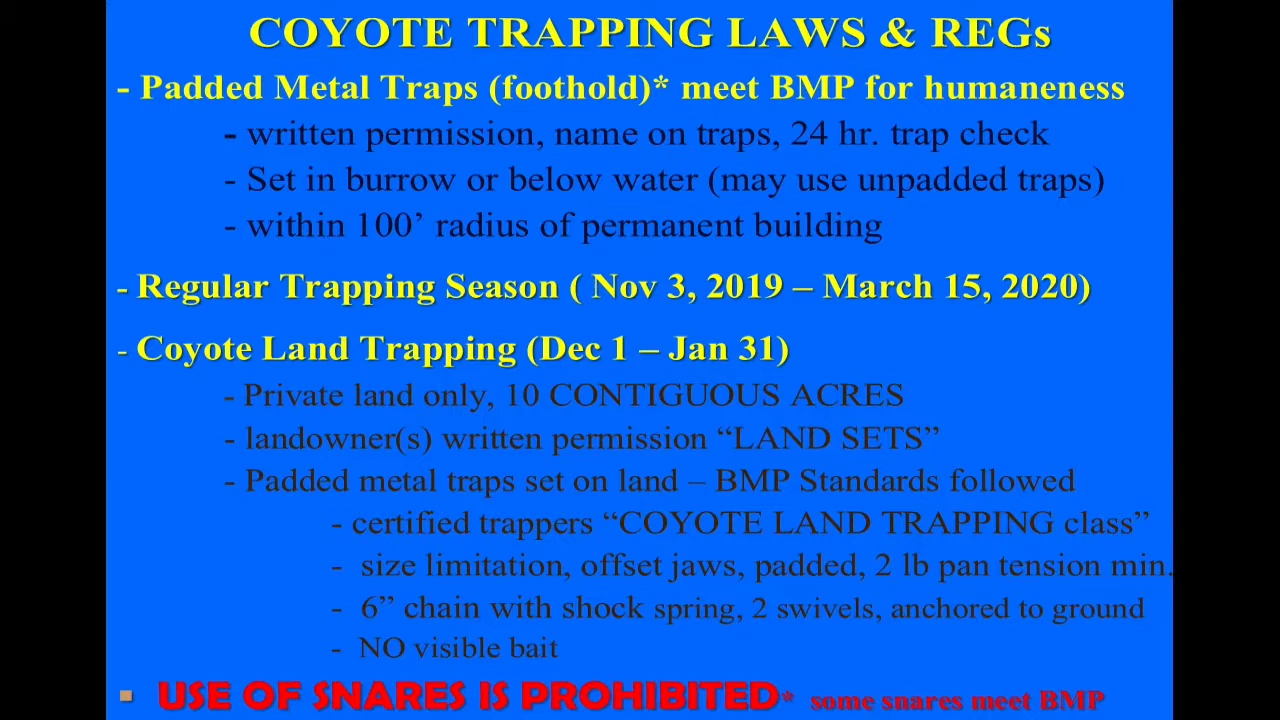 COYOTE TRAPPING LAWS & REGs
- Padded Metal Traps (foothold)* meet BMP for humaneness
- written permission, name on traps, 24 hr. trap check
- Set in burrow or below water (may use unpadded traps)
- within 100’ radius of permanent building
- Regular Trapping Season ( Nov 3, 2019 – March 15, 2020)
- Coyote Land Trapping (Dec 1 – Jan 31)
- Private land only, 10 CONTIGUOUS ACRES
- landowner(s) written permission “LAND SETS”
- Padded metal traps set on land – BMP Standards followed
- certified trappers “COYOTE LAND TRAPPING class”
- size limitation, offset jaws, padded, 2 lb pan tension min.
- 6” chain with shock spring, 2 swivels, anchored to ground
- NO visible bait
▪ USE OF SNARES IS PROHIBITED* some snares meet BMP